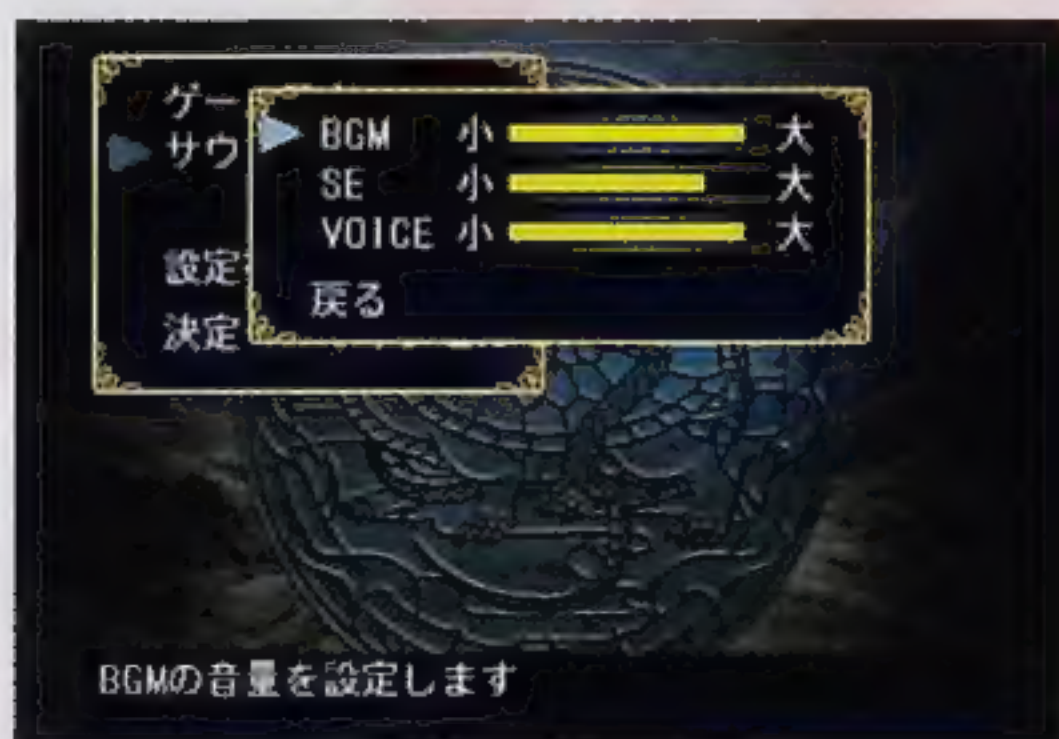 ゲー
サウ
設定
決定
BGM 小 大
SE 小 大
VOICE 小 大
戻る
BGMの音量を設定します